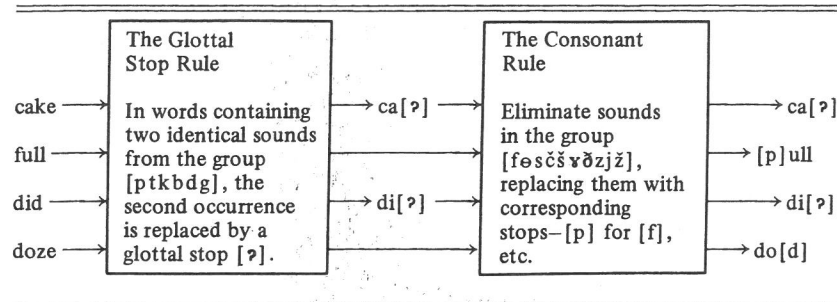 The Glottal
Stop Rule
In words containing
two identical sounds
from the group
[ptkbdg], the
second occurrence
is replaced by a
glottal stop [ʔ].
The Consonant
Rule
Eliminate sounds
in the group
[fɵsčšɤðzjž],
replacing them with
corresponding
stops—[p] for [f],
etc.
cake ca[ʔ] ca[ʔ]
full [p]ull
did di[ʔ] di[ʔ]
doze do[d]